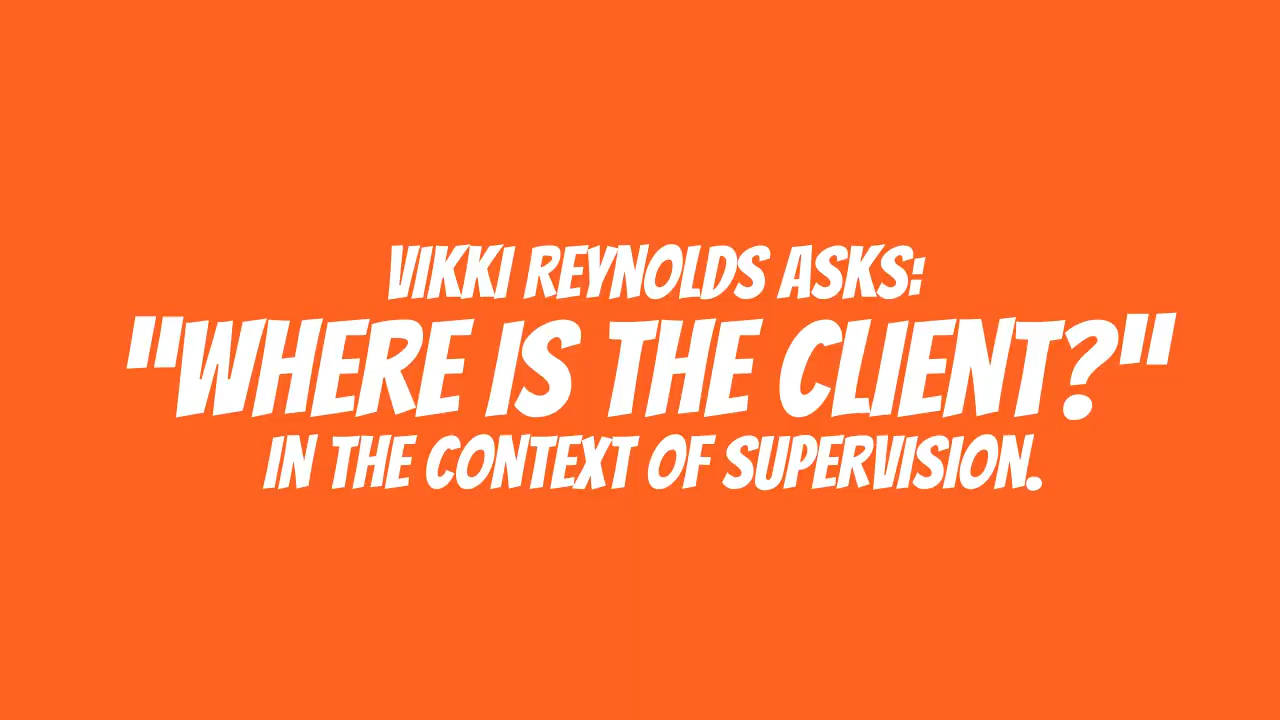 VIKKI REYNOLDS ASKS:
"WHERE IS THE CLIENT?"
IN THE CONTEXT OF SUPERVISION.